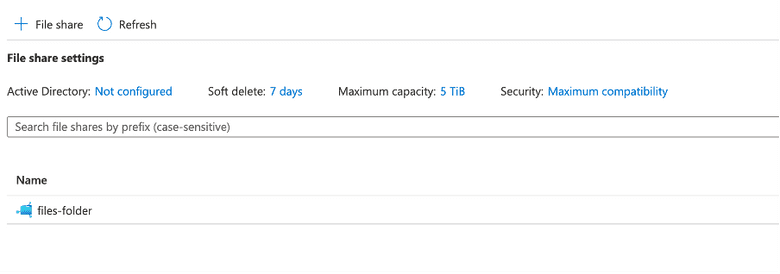 File share Refresh
File share settings
Active Directory: Not configured Soft delete: 7 days Maximum capacity: 5 TiB Security: Maximum compatibility
Search file shares by prefix (case-sensitive)
Name
files-folder